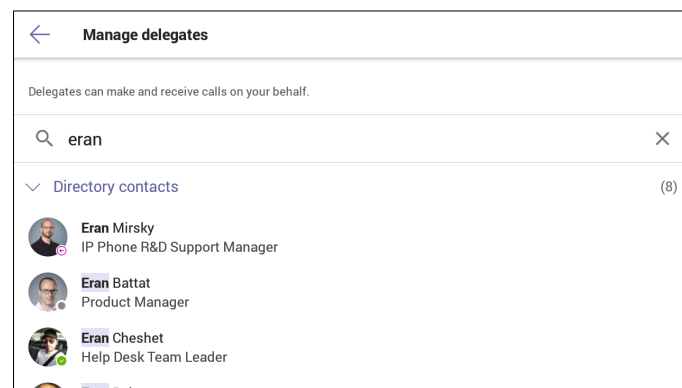 Manage delegates
Delegates can make and receive calls on your behalf.
eran
Directory contacts (8)
Eran Mirsky
IP Phone R&D Support Manager
Eran Battat
Product Manager
Eran Cheshet
Help Desk Team Leader